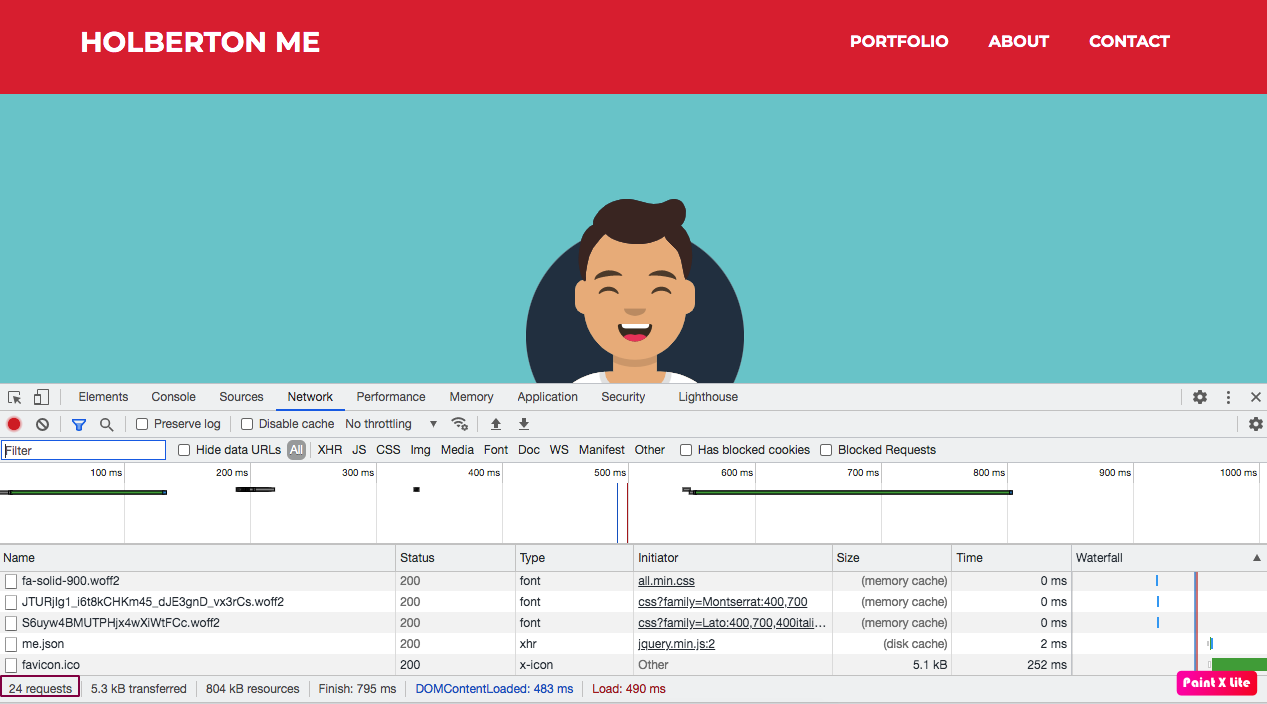 HOLBERTON ME PORTFOLIO ABOUT CONTACT
Elements Console Sources Network Performance Memory Application Security Lighthouse
Preserve log Disable cache No throttling
Filter Hide data URLs All XHR JS CSS Img Media Font Doc WS Manifest Other Has blocked cookies Blocked Requests
100 ms 200 ms 300 ms 400 ms 500 ms 600 ms 700 ms 800 ms 900 ms 1000 ms
Name Status Type Initiator Size Time Waterfall
fa-solid-900.woff2 200 font all.min.css (memory cache) 0 ms
JTURjIg1_i6t8kCHKm45_dJE3gnD_vx3rCs.woff2 200 font css?family=Montserrat:400,700 (memory cache) 0 ms
S6uyw4BMUTPHjx4wXiWtFCc.woff2 200 font css?family=Lato:400,700,400itali... (memory cache) 0 ms
me.json 200 xhr jquery.min.js:2 (disk cache) 2 ms
favicon.ico 200 x-icon Other 5.1 kB 252 ms
24 requests 5.3 kB transferred 804 kB resources Finish: 795 ms DOMContentLoaded: 483 ms Load: 490 ms
Paint X Lite